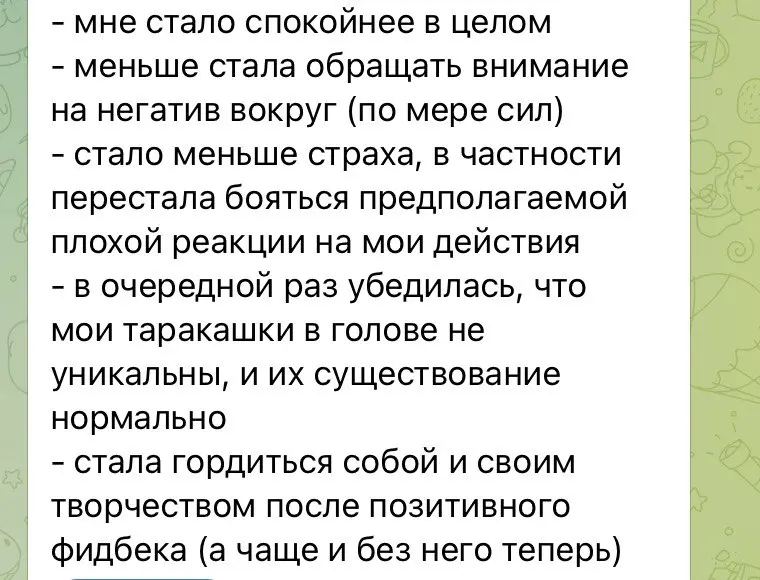 - мне стало спокойнее в целом
- меньше стала обращать внимание
на негатив вокруг (по мере сил)
- стало меньше страха, в частности
перестала бояться предполагаемой
плохой реакции на мои действия
- в очередной раз убедилась, что
мои таракашки в голове не
уникальны, и их существование
нормально
- стала гордиться собой и своим
творчеством после позитивного
фидбека (а чаще и без него теперь)